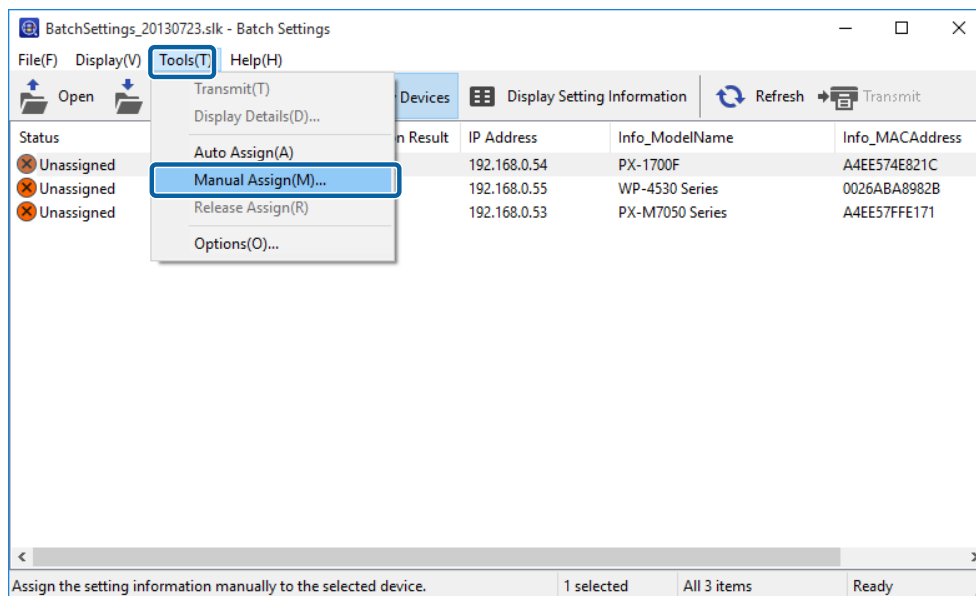 BatchSettings_20130723.slk - Batch Settings
File(F) Display(V) Tools(T) Help(H)
Open Devices Display Setting Information Refresh Transmit
Transmit(T)
Display Details(D)...
Auto Assign(A)
Manual Assign(M)...
Release Assign(R)
Options(O)...
Status Result IP Address Info_ModelName Info_MACAddress
Unassigned 192.168.0.54 PX-1700F A4EE574E821C
Unassigned 192.168.0.55 WP-4530 Series 0026ABA8982B
Unassigned 192.168.0.53 PX-M7050 Series A4EE57FFE171
Assign the setting information manually to the selected device. 1 selected All 3 items Ready